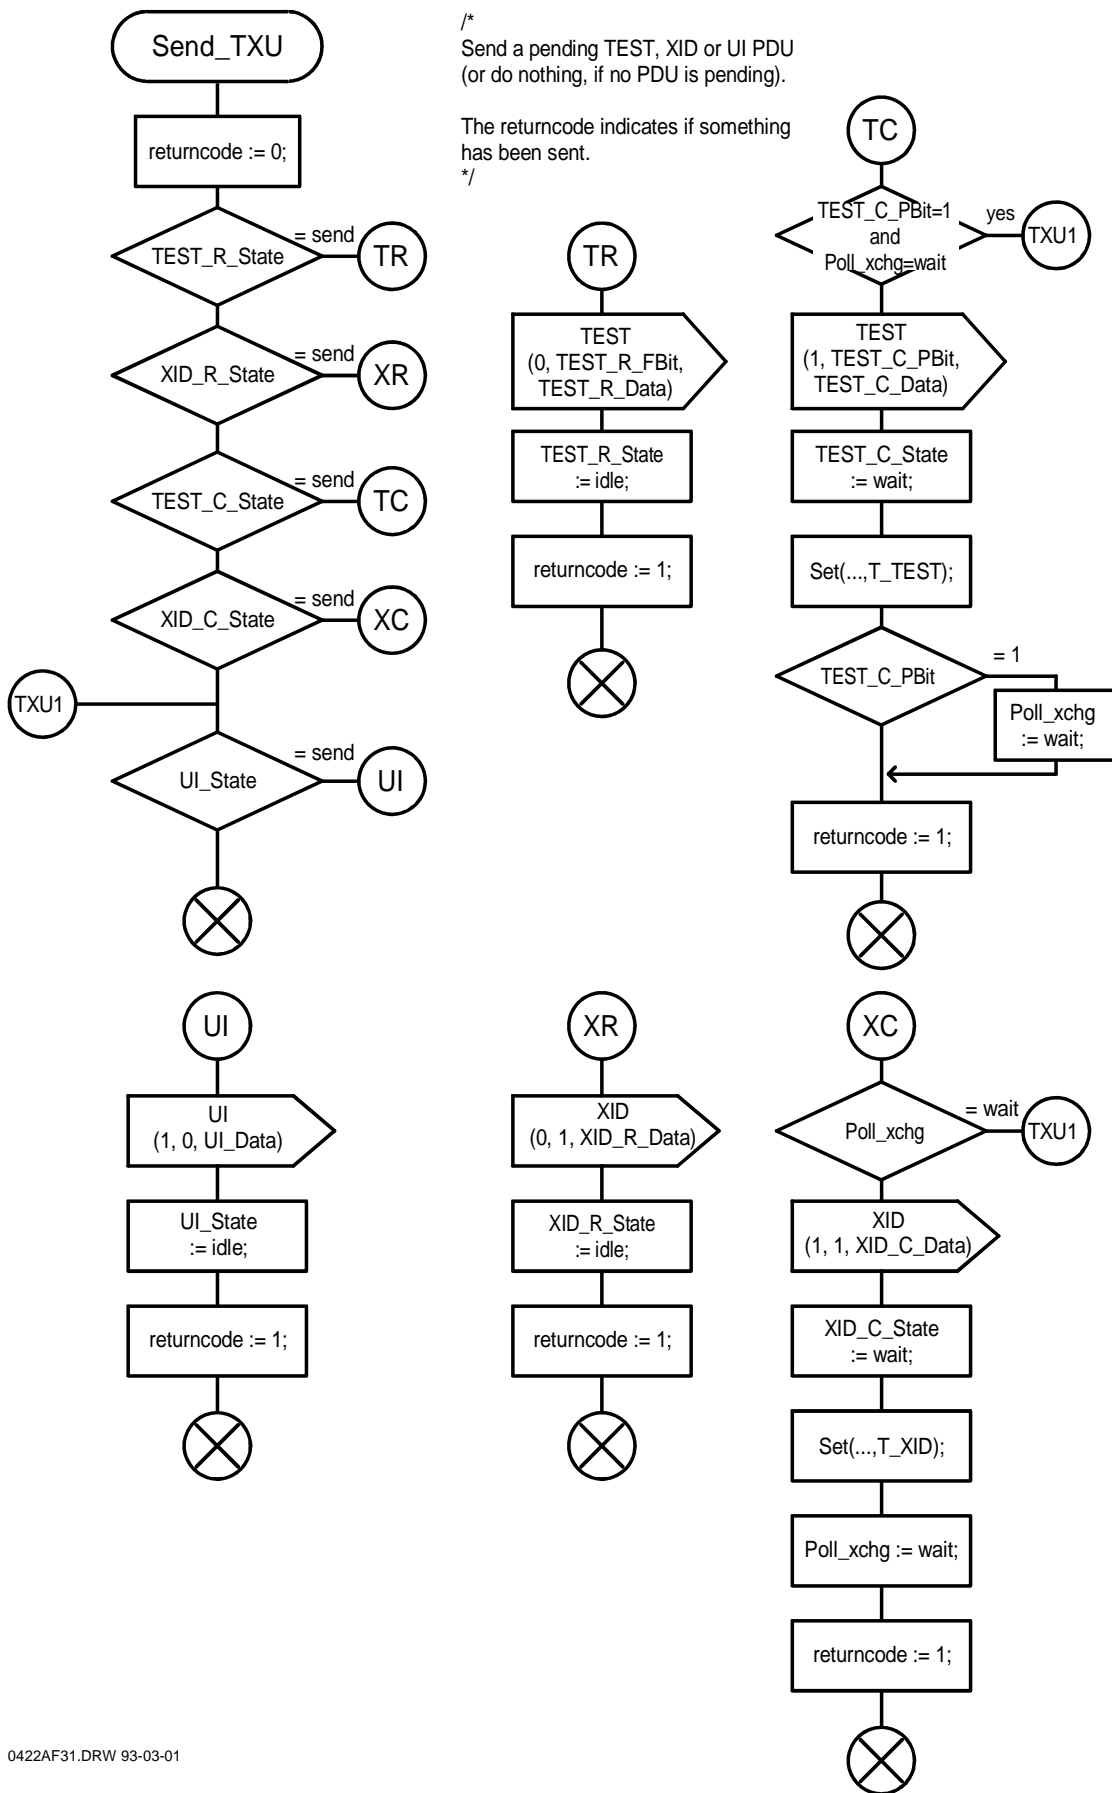 Send_TXU
returncode := 0;
TEST_R_State
= send
TR
XID_R_State
= send
XR
TEST_C_State
= send
TC
XID_C_State
= send
XC
TXU1
UI_State
= send
UI
/*
Send a pending TEST, XID or UI PDU
(or do nothing, if no PDU is pending).
The returncode indicates if something
has been sent.
*/
TR
TEST
(0, TEST_R_FBit,
TEST_R_Data)
TEST_R_State
:= idle;
returncode := 1;
TC
TEST_C_PBit=1
and
Poll_xchg=wait
yes
TXU1
TEST
(1, TEST_C_PBit,
TEST_C_Data)
TEST_C_State
:= wait;
Set(...,T_TEST);
TEST_C_PBit
= 1
Poll_xchg
:= wait;
returncode := 1;
UI
UI
(1, 0, UI_Data)
UI_State
:= idle;
returncode := 1;
XR
XID
(0, 1, XID_R_Data)
XID_R_State
:= idle;
returncode := 1;
XC
Poll_xchg
= wait
TXU1
XID
(1, 1, XID_C_Data)
XID_C_State
:= wait;
Set(...,T_XID);
Poll_xchg := wait;
returncode := 1;
0422AF31.DRW 93-03-01